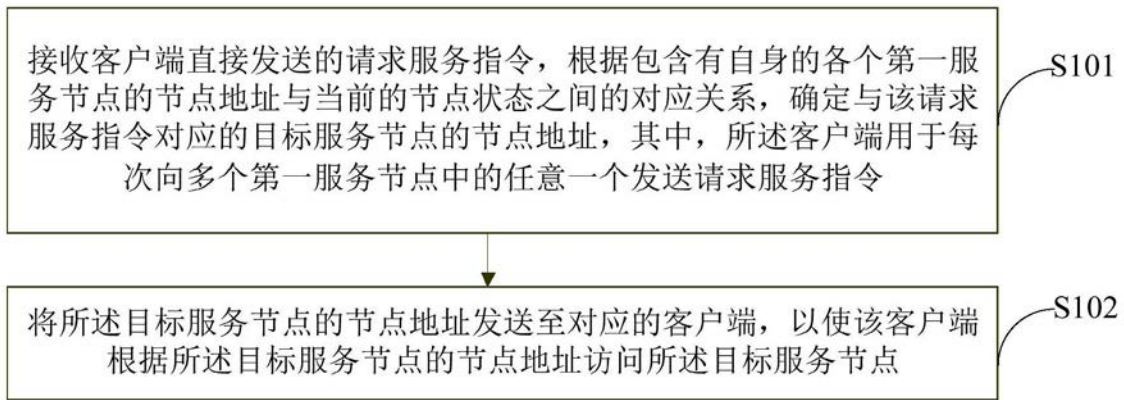 接收客户端直接发送的请求服务指令，根据包含有自身的各个第一服
务节点的节点地址与当前的节点状态之间的对应关系，确定与该请求
服务指令对应的目标服务节点的节点地址，其中，所述客户端用于每
次向多个第一服务节点中的任意一个发送请求服务指令
S101
将所述目标服务节点的节点地址发送至对应的客户端，以使该客户端
根据所述目标服务节点的节点地址访问所述目标服务节点
S102